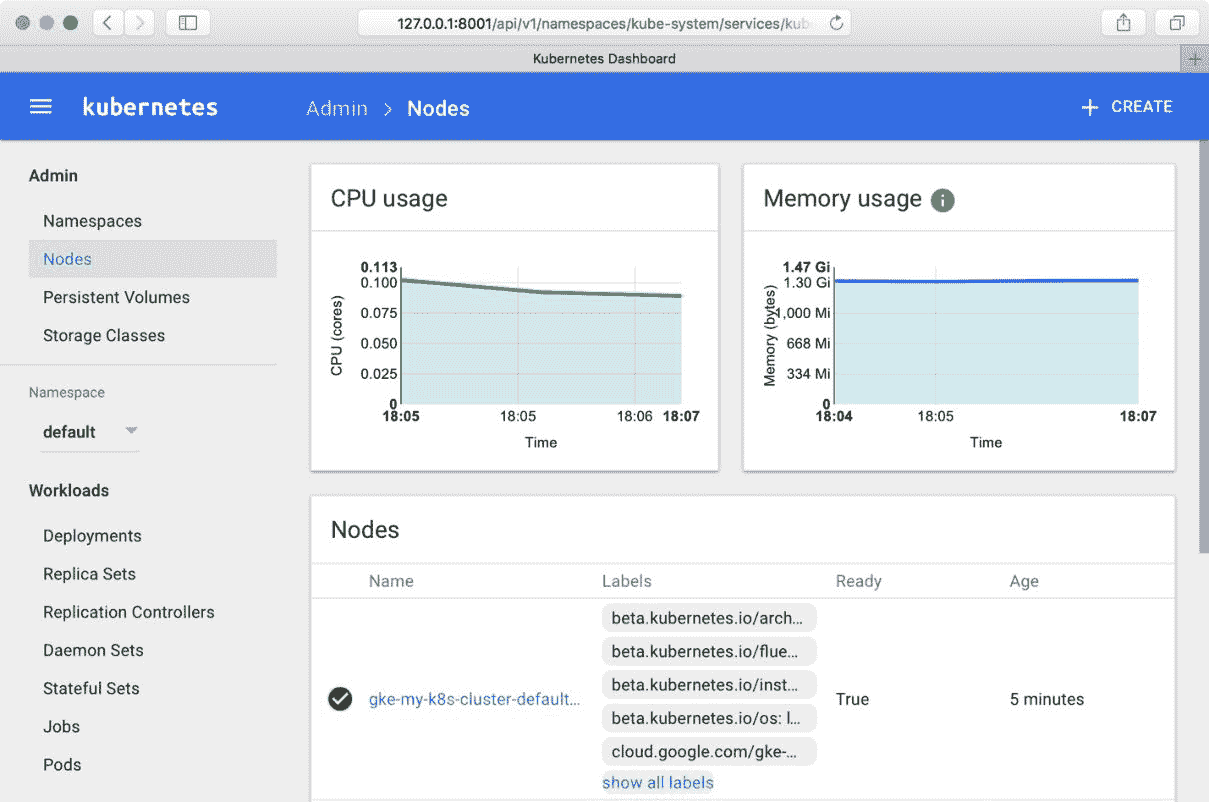 127.0.0.1:8001/api/v1/namespaces/kube-system/services/kub
Kubernetes Dashboard
kubernetes
Admin > Nodes
CREATE
Admin
Namespaces
Nodes
Persistent Volumes
Storage Classes
Namespace
default
Workloads
Deployments
Replica Sets
Replication Controllers
Daemon Sets
Stateful Sets
Jobs
Pods
CPU usage
CPU (cores)
0.113
0.100
0.075
0.050
0.025
0
18:05 18:05 18:06 18:07
Time
Memory usage i
Memory (bytes)
1.47 Gi
1.30 Gi
1,000 Mi
668 Mi
334 Mi
0
18:04 18:05 18:07
Time
Nodes
Name Labels Ready Age
beta.kubernetes.io/arch...
beta.kubernetes.io/flue...
beta.kubernetes.io/inst...
beta.kubernetes.io/os: l...
cloud.google.com/gke-...
show all labels
gke-my-k8s-cluster-default... True 5 minutes